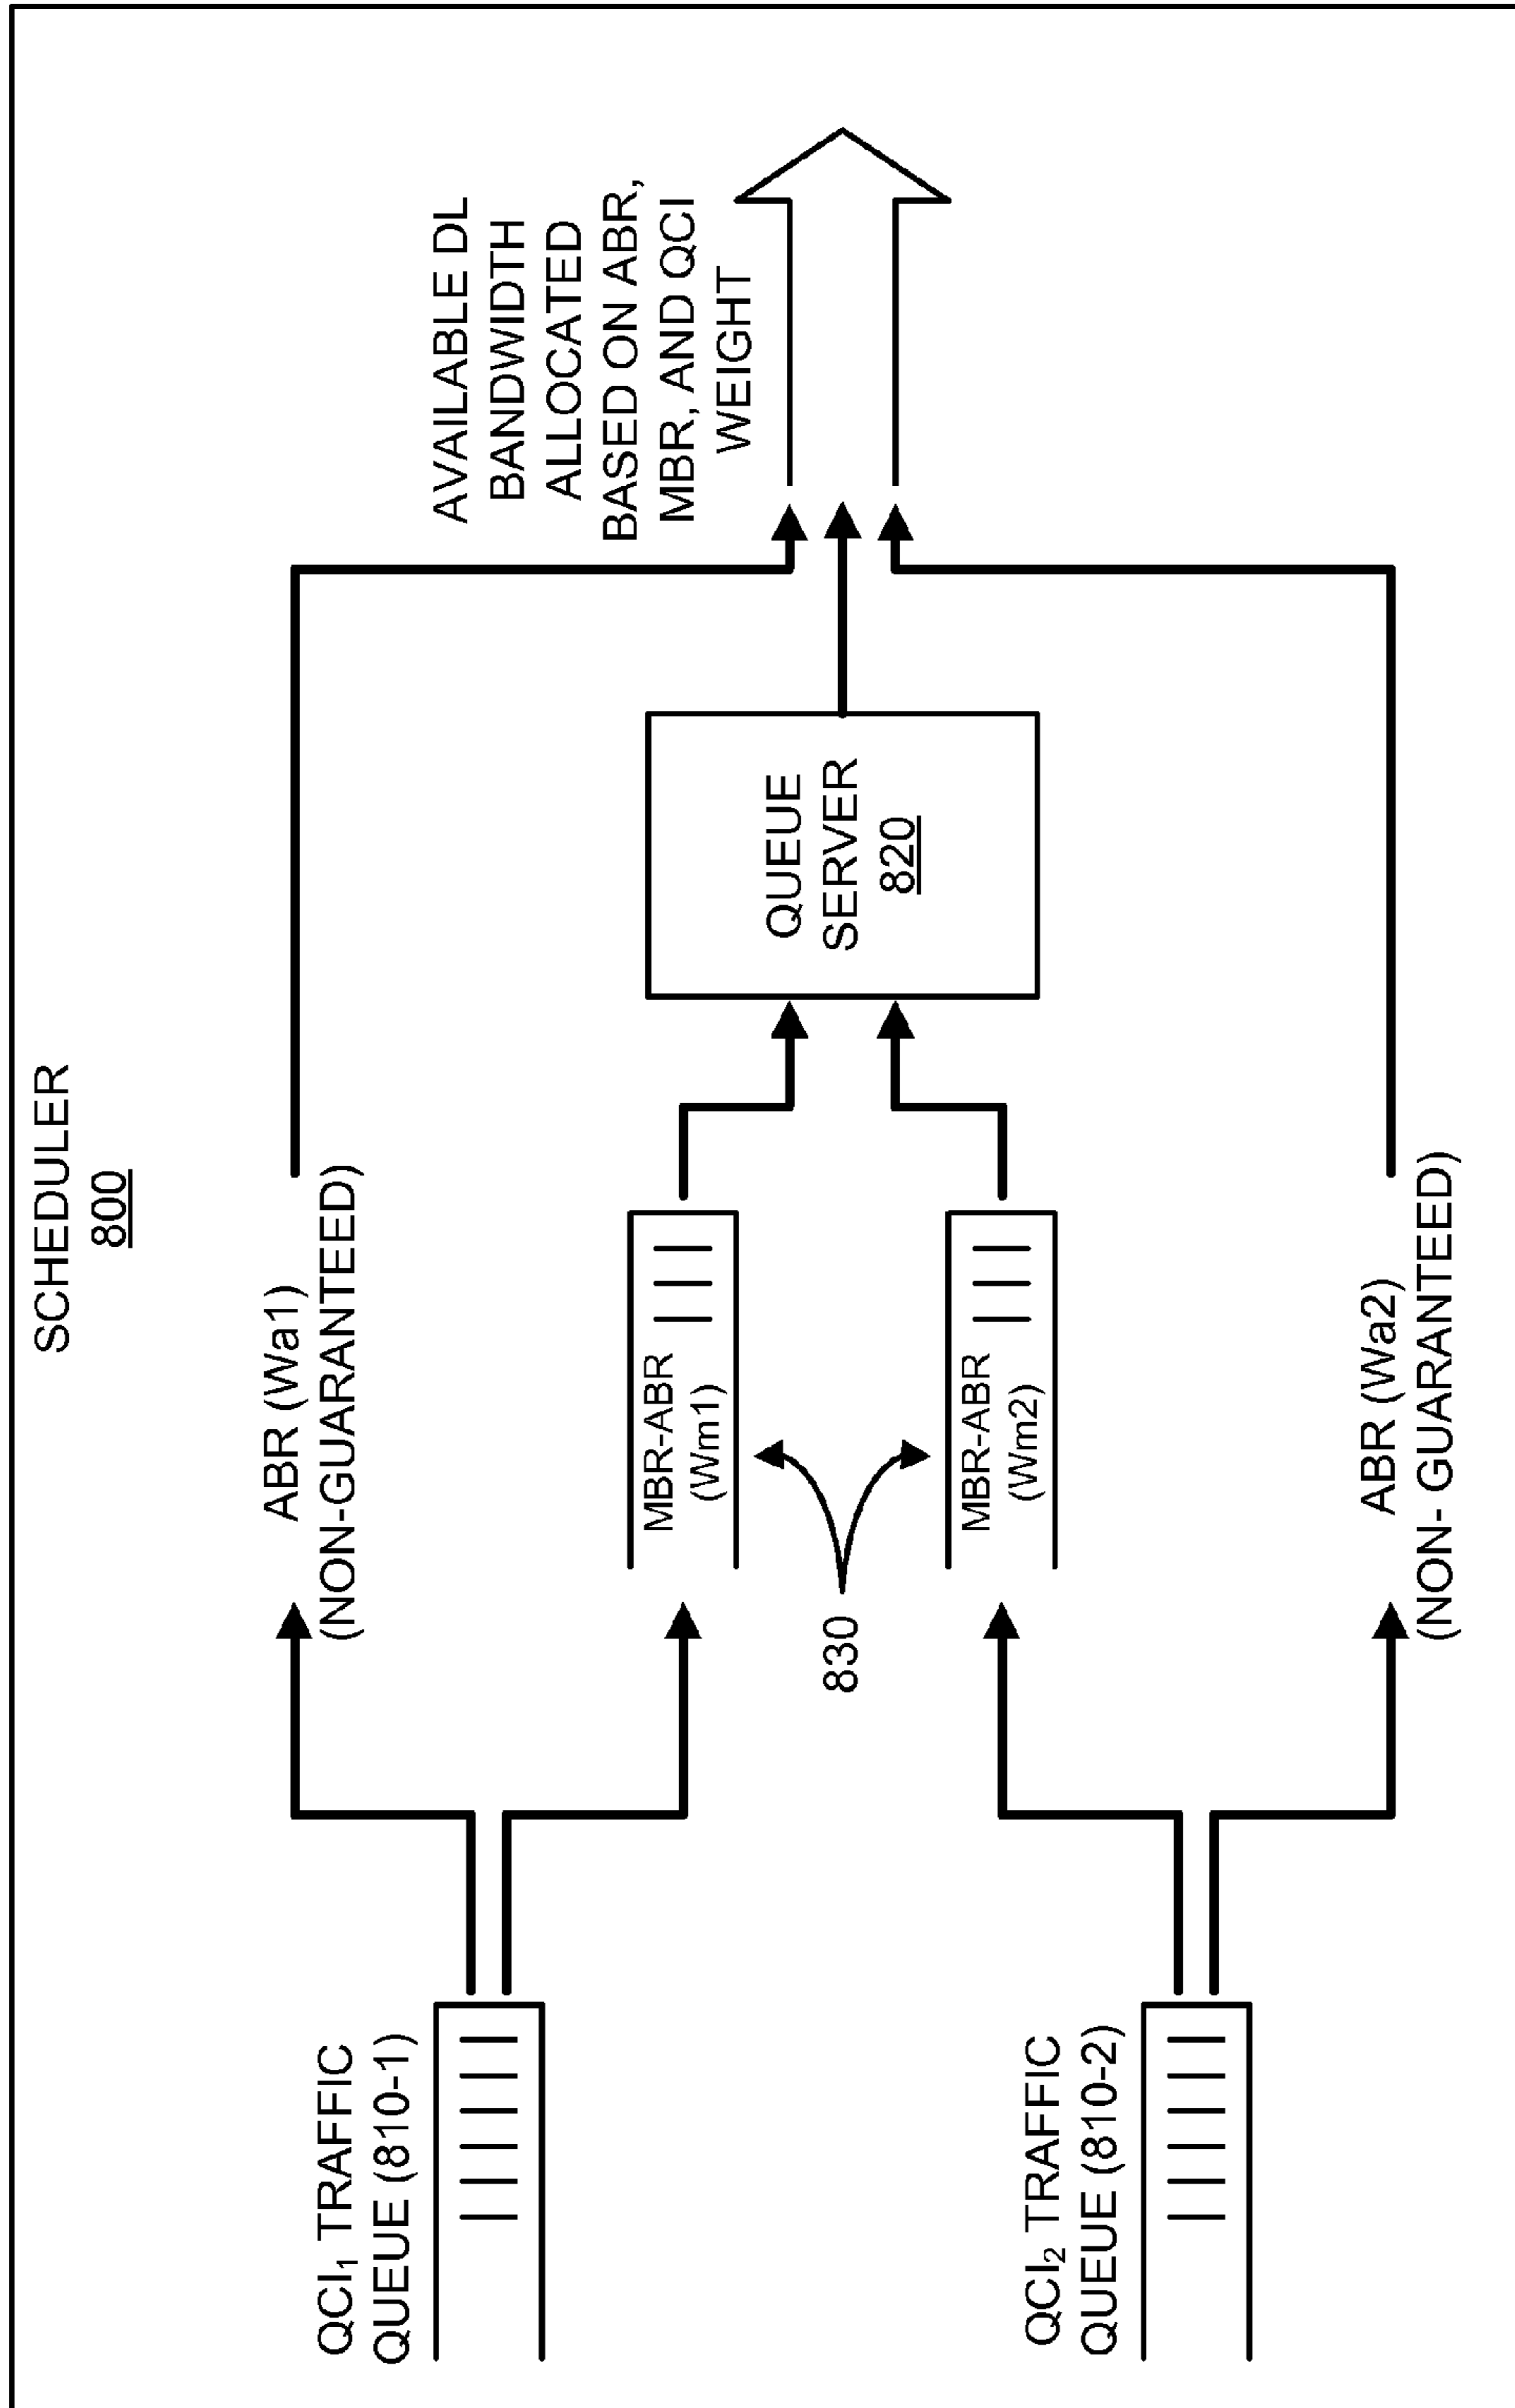 SCHEDULER
800
QCI₁ TRAFFIC
QUEUE (810-1)
ABR (Wa1)
(NON-GUARANTEED)
MBR-ABR
(Wm1)
830
MBR-ABR
(Wm2)
QCI₂ TRAFFIC
QUEUE (810-2)
ABR (Wa2)
(NON- GUARANTEED)
QUEUE
SERVER
820
AVAILABLE DL
BANDWIDTH
ALLOCATED
BASED ON ABR,
MBR, AND QCI
WEIGHT